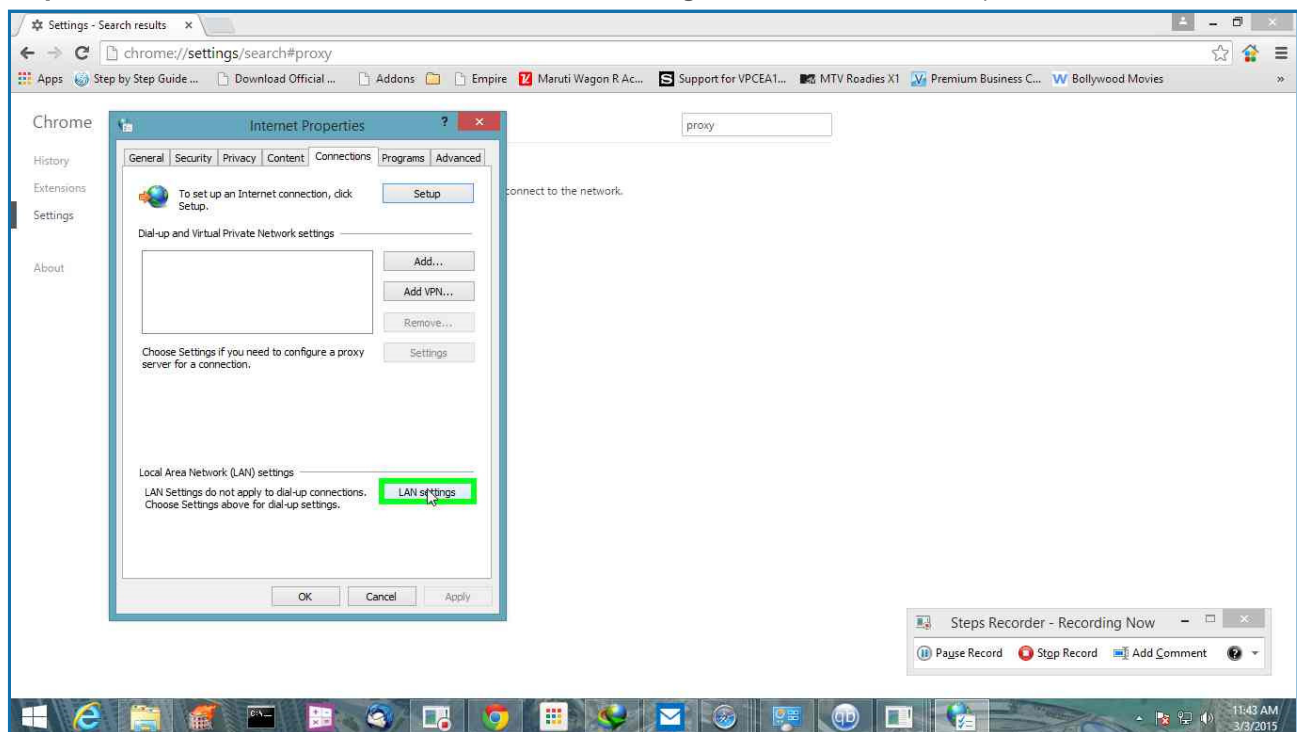 Settings - Search results
chrome://settings/search#proxy
Apps Step by Step Guide ... Download Official ... Addons Empire Maruti Wagon R Ac... Support for VPCEA1... MTV Roadies X1 Premium Business C... Bollywood Movies »
Chrome
History
Extensions
Settings
About
proxy
connect to the network.
Internet Properties
General Security Privacy Content Connections Programs Advanced
To set up an Internet connection, click
Setup.
Setup
Dial-up and Virtual Private Network settings
Add...
Add VPN...
Remove...
Choose Settings if you need to configure a proxy
server for a connection.
Settings
Local Area Network (LAN) settings
LAN Settings do not apply to dial-up connections.
Choose Settings above for dial-up settings.
LAN settings
OK Cancel Apply
Steps Recorder - Recording Now
Pause Record Stop Record Add Comment
11:43 AM
3/3/2015